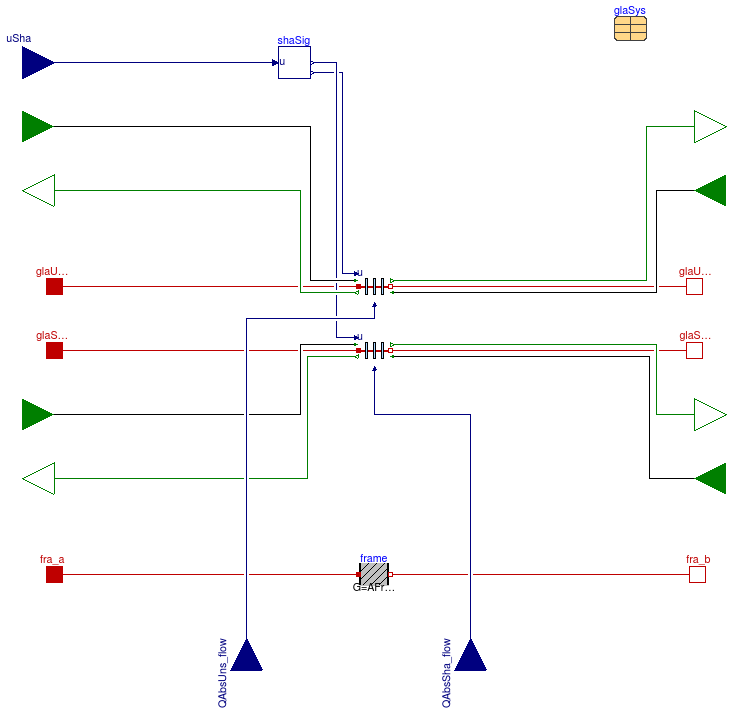 glaSys
uSha
shaSig
u
u
glaU...
glaU...
u
glaS...
glaS...
fra_a
frame
fra_b
G=AFr...
QAbsUns_flow
QAbsSha_flow